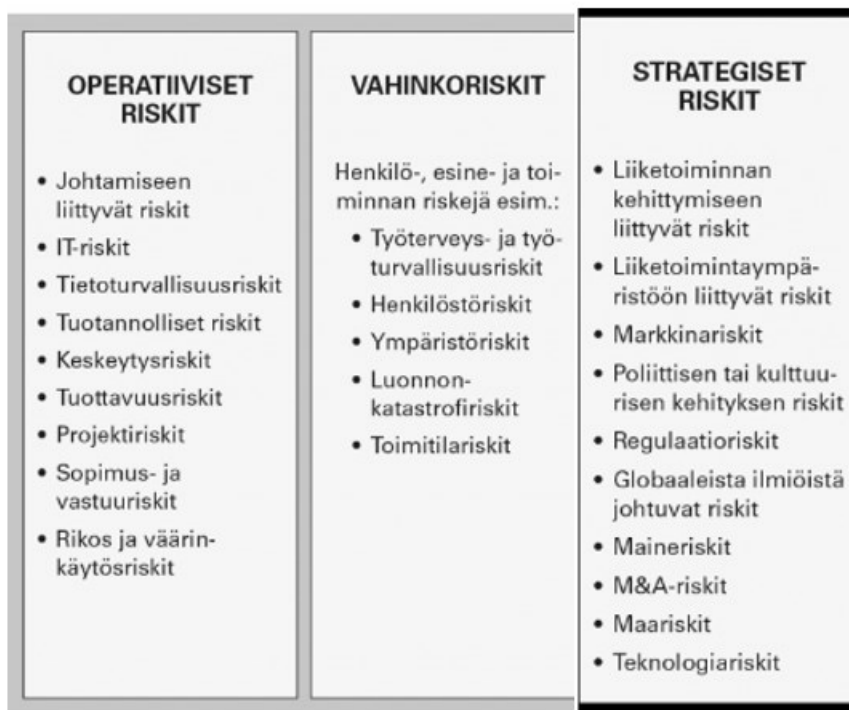 OPERATIIVISET
RISKIT
• Johtamiseen
liittyvät riskit
• IT-riskit
• Tietoturvallisuusriskit
• Tuotannolliset riskit
• Keskeytysriskit
• Tuottavuusriskit
• Projektiriskit
• Sopimus- ja
vastuuriskit
• Rikos ja väärin-
käytösriskit
VAHINKORISKIT
Henkilö-, esine- ja toi-
minnan riskejä esim.:
• Työterveys- ja työ-
turvallisuusriskit
• Henkilöstöriskit
• Ympäristöriskit
• Luonnon-
katastrofiriskit
• Toimitilariskit
STRATEGISET
RISKIT
• Liiketoiminnan
kehittymiseen
liittyvät riskit
• Liiketoimintaympä-
ristöön liittyvät riskit
• Markkinariskit
• Poliittisen tai kulttuu-
risen kehityksen riskit
• Regulaatioriskit
• Globaaleista ilmiöistä
johtuvat riskit
• Maineriskit
• M&A-riskit
• Maariskit
• Teknologiariskit